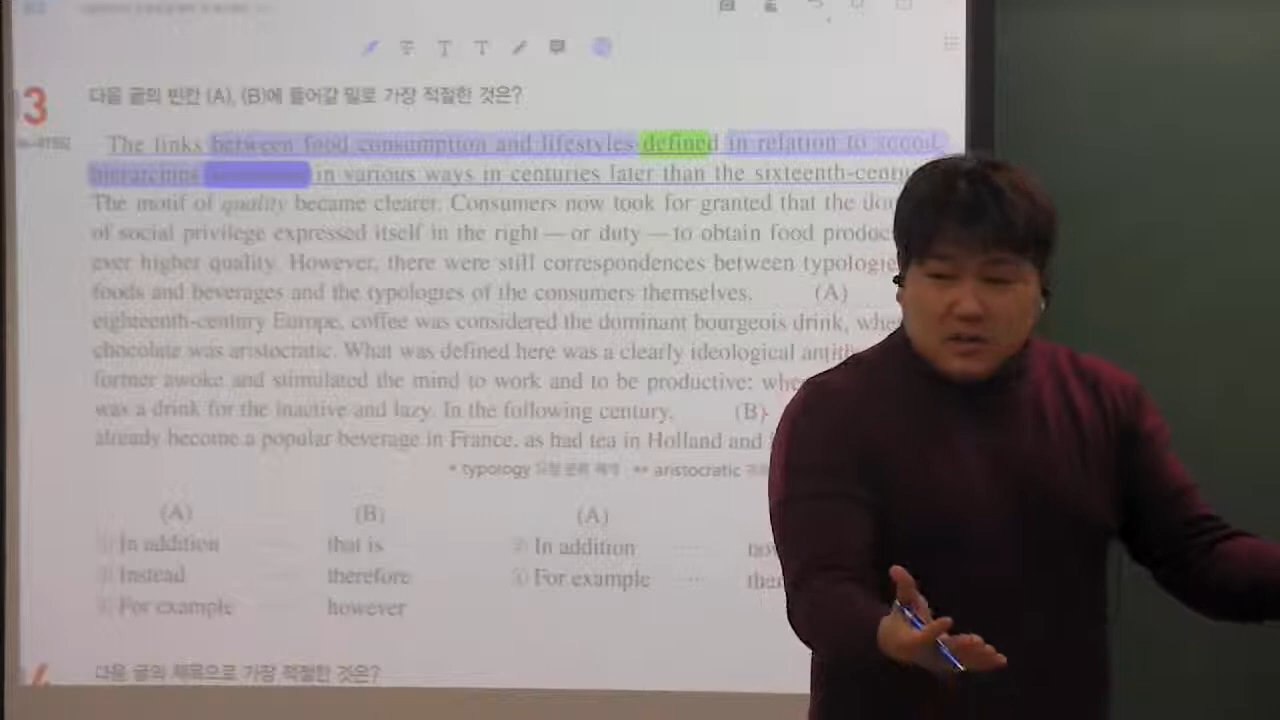 3
다음 글의 빈칸 (A), (B)에 들어갈 말로 가장 적절한 것은?
The links between food consumption and lifestyles defined in relation to social
hierarchies in various ways in centuries later than the sixteenth-centu
The motif of quality became clearer. Consumers now took for granted that the
of social privilege expressed itself in the right — or duty — to obtain food produc
ever higher quality. However, there were still correspondences between typologie
foods and beverages and the typologies of the consumers themselves. (A)
eighteenth-century Europe, coffee was considered the dominant bourgeois drink, whe
chocolate was aristocratic. What was defined here was a clearly ideological antith
former awoke and stimulated the mind to work and to be productive; whe
was a drink for the inactive and lazy. In the following century, (B)
already become a popular beverage in France, as had tea in Holland and
* typology ** aristocratic
(A) (B) (A)
① In addition ····· that is ② In addition ·····
③ Instead ····· therefore ④ For example ·····
⑤ For example ····· however
4
다음 글의 제목으로 가장 적절한 것은?